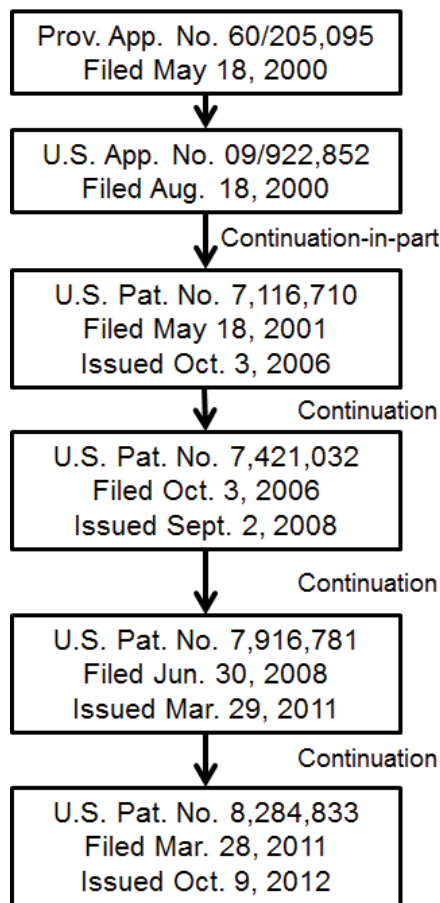 Prov. App. No. 60/205,095
Filed May 18, 2000
U.S. App. No. 09/922,852
Filed Aug. 18, 2000
Continuation-in-part
U.S. Pat. No. 7,116,710
Filed May 18, 2001
Issued Oct. 3, 2006
Continuation
U.S. Pat. No. 7,421,032
Filed Oct. 3, 2006
Issued Sept. 2, 2008
Continuation
U.S. Pat. No. 7,916,781
Filed Jun. 30, 2008
Issued Mar. 29, 2011
Continuation
U.S. Pat. No. 8,284,833
Filed Mar. 28, 2011
Issued Oct. 9, 2012